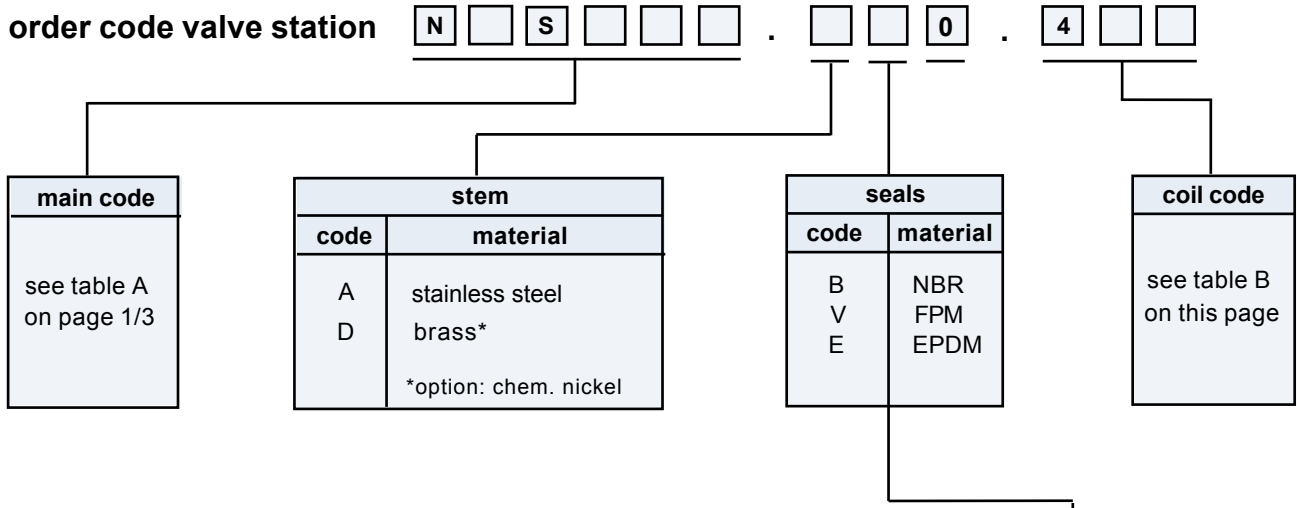 order code valve station N S . 0 . 4
main code
see table A
on page 1/3
stem
code material
A stainless steel
D brass*
*option: chem. nickel
seals
code material
B NBR
V FPM
E EPDM
coil code
see table B
on this page